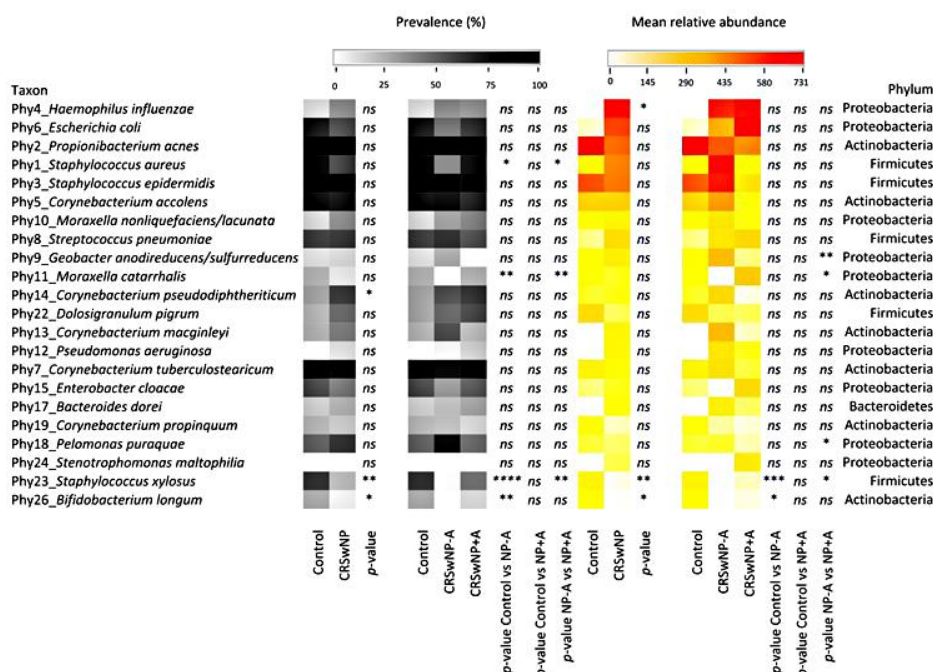 Prevalence (%) Mean relative abundance
0 25 50 75 100 0 145 290 435 580 731
Taxon Phylum
Phy4_Haemophilus influenzae ns ns ns ns * ns ns ns Proteobacteria
Phy6_Escherichia coli ns ns ns ns ns ns ns ns Proteobacteria
Phy2_Propionibacterium acnes ns ns ns ns ns ns ns ns Actinobacteria
Phy1_Staphylococcus aureus ns * ns * ns ns ns ns Firmicutes
Phy3_Staphylococcus epidermidis ns ns ns ns ns ns ns ns Firmicutes
Phy5_Corynebacterium accolens ns ns ns ns ns ns ns ns Actinobacteria
Phy10_Moraxella nonliquefaciens/lacunata ns ns ns ns ns ns ns ns Proteobacteria
Phy8_Streptococcus pneumoniae ns ns ns ns ns ns ns ns Firmicutes
Phy9_Geobacter anodireducens/sulfurreducens ns ns ns ns ns ns ns ** Proteobacteria
Phy11_Moraxella catarrhalis ns ** ns ** ns ns ns * Proteobacteria
Phy14_Corynebacterium pseudodiphtheriticum * ns ns ns ns ns ns ns Actinobacteria
Phy22_Dolosigranulum pigrum ns ns ns ns ns ns ns ns Firmicutes
Phy13_Corynebacterium macginleyi ns ns ns ns ns ns ns ns Actinobacteria
Phy12_Pseudomonas aeruginosa ns ns ns ns ns ns ns ns Proteobacteria
Phy7_Corynebacterium tuberculostearicum ns ns ns ns ns ns ns ns Actinobacteria
Phy15_Enterobacter cloacae ns ns ns ns ns ns ns ns Proteobacteria
Phy17_Bacteroides dorei ns ns ns ns ns ns ns ns Bacteroidetes
Phy19_Corynebacterium propinquum ns ns ns ns ns ns ns ns Actinobacteria
Phy18_Pelomonas puraquae ns ns ns ns ns ns ns * Proteobacteria
Phy24_Stenotrophomonas maltophilia ns ns ns ns ns ns ns ns Proteobacteria
Phy23_Staphylococcus xylosus ** **** ns ** ** *** ns * Firmicutes
Phy26_Bifidobacterium longum * ** ns ns * * ns ns Actinobacteria
Control
CRSwNP
p-value
Control
CRSwNP-A
CRSwNP+A
p-value Control vs NP-A
p-value Control vs NP+A
p-value NP-A vs NP+A
Control
CRSwNP
p-value
Control
CRSwNP-A
CRSwNP+A
p-value Control vs NP-A
p-value Control vs NP+A
p-value NP-A vs NP+A